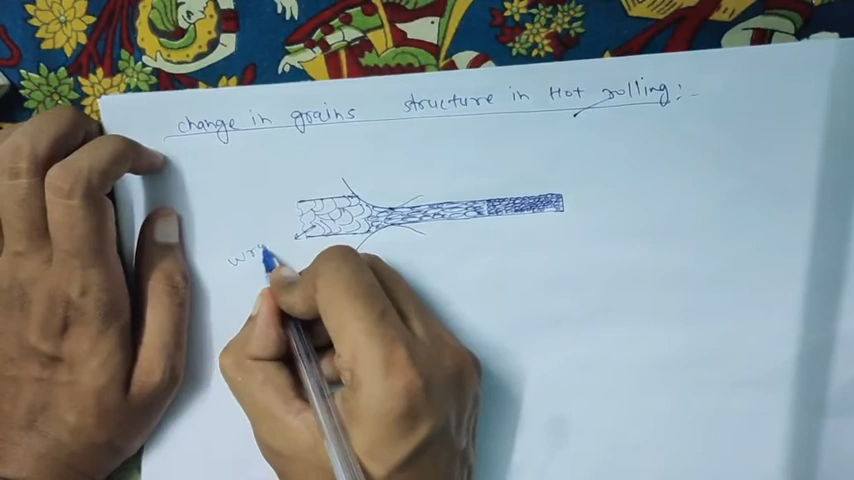 change in grains structure in Hot rolling :-